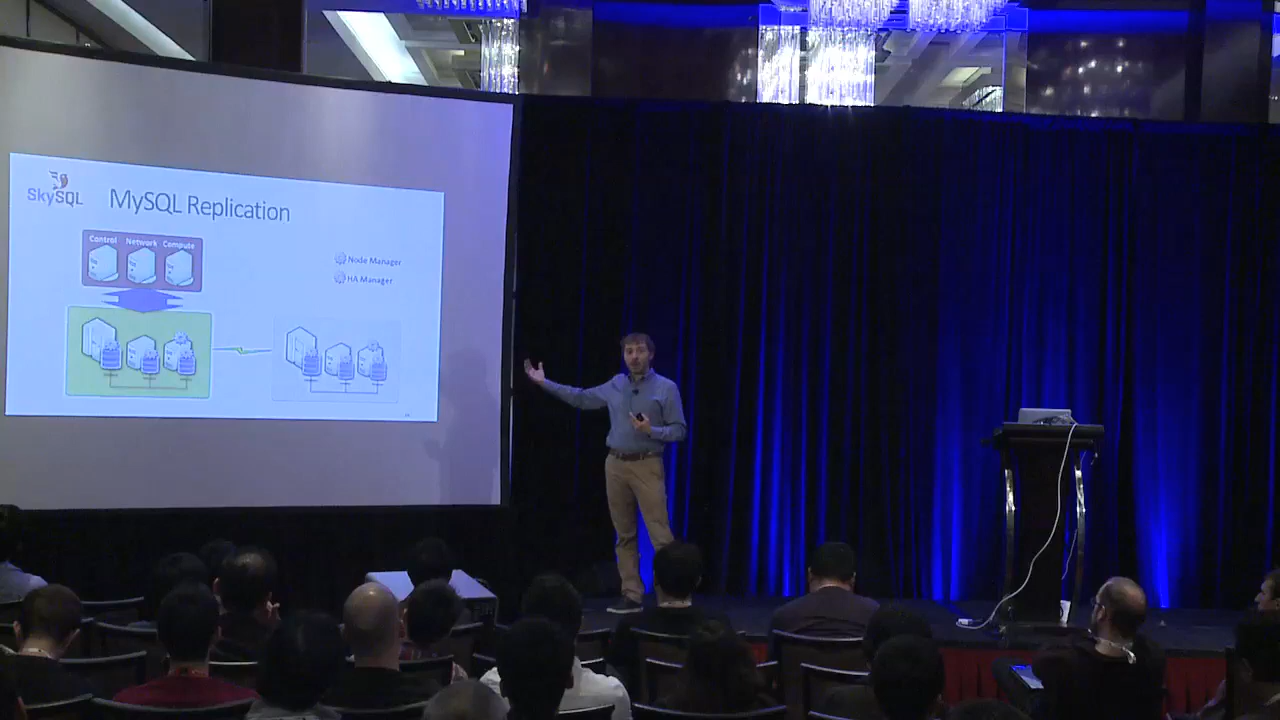 SkySQL
MySQL Replication
Control Network Compute
Node Manager
HA Manager